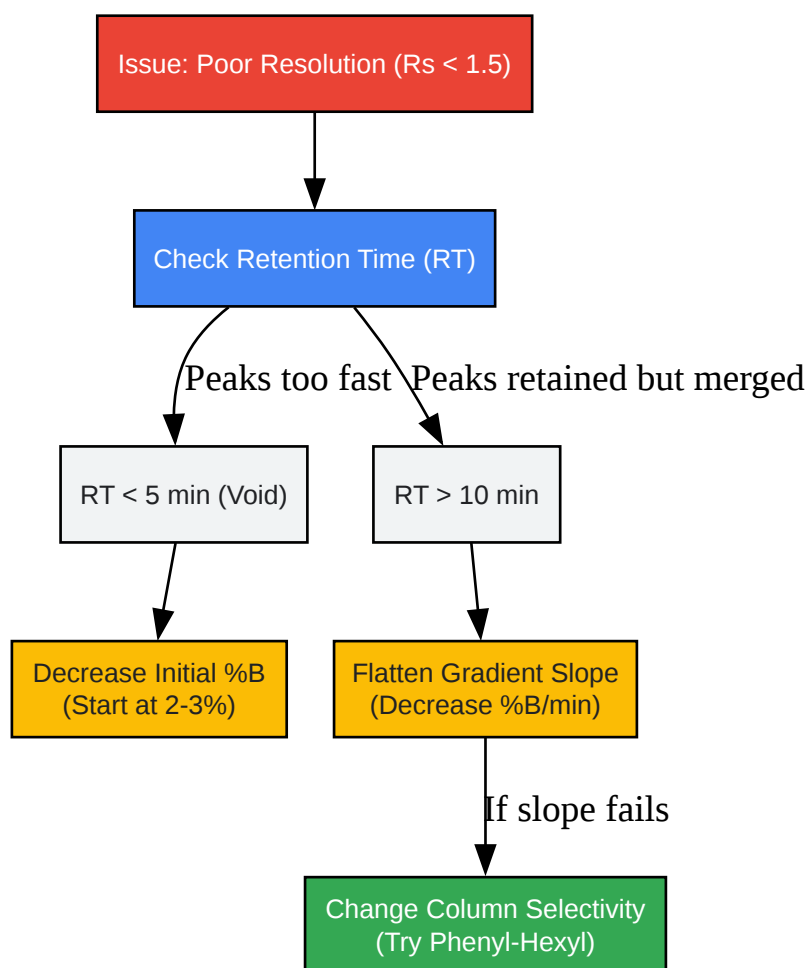 Issue: Poor Resolution (Rs < 1.5)
Check Retention Time (RT)
Peaks too fast
Peaks retained but merged
RT < 5 min (Void)
RT > 10 min
Decrease Initial %B
(Start at 2-3%)
Flatten Gradient Slope
(Decrease %B/min)
If slope fails
Change Column Selectivity
(Try Phenyl-Hexyl)